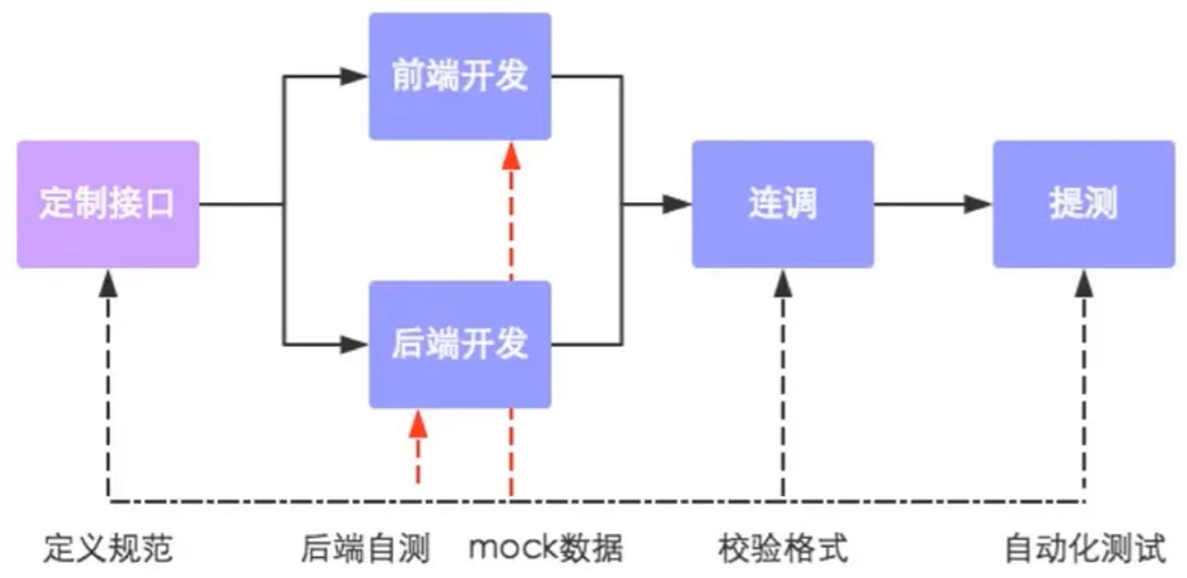 前端开发
定制接口
连调
提测
后端开发
定义规范
后端自测
mock数据
校验格式
自动化测试